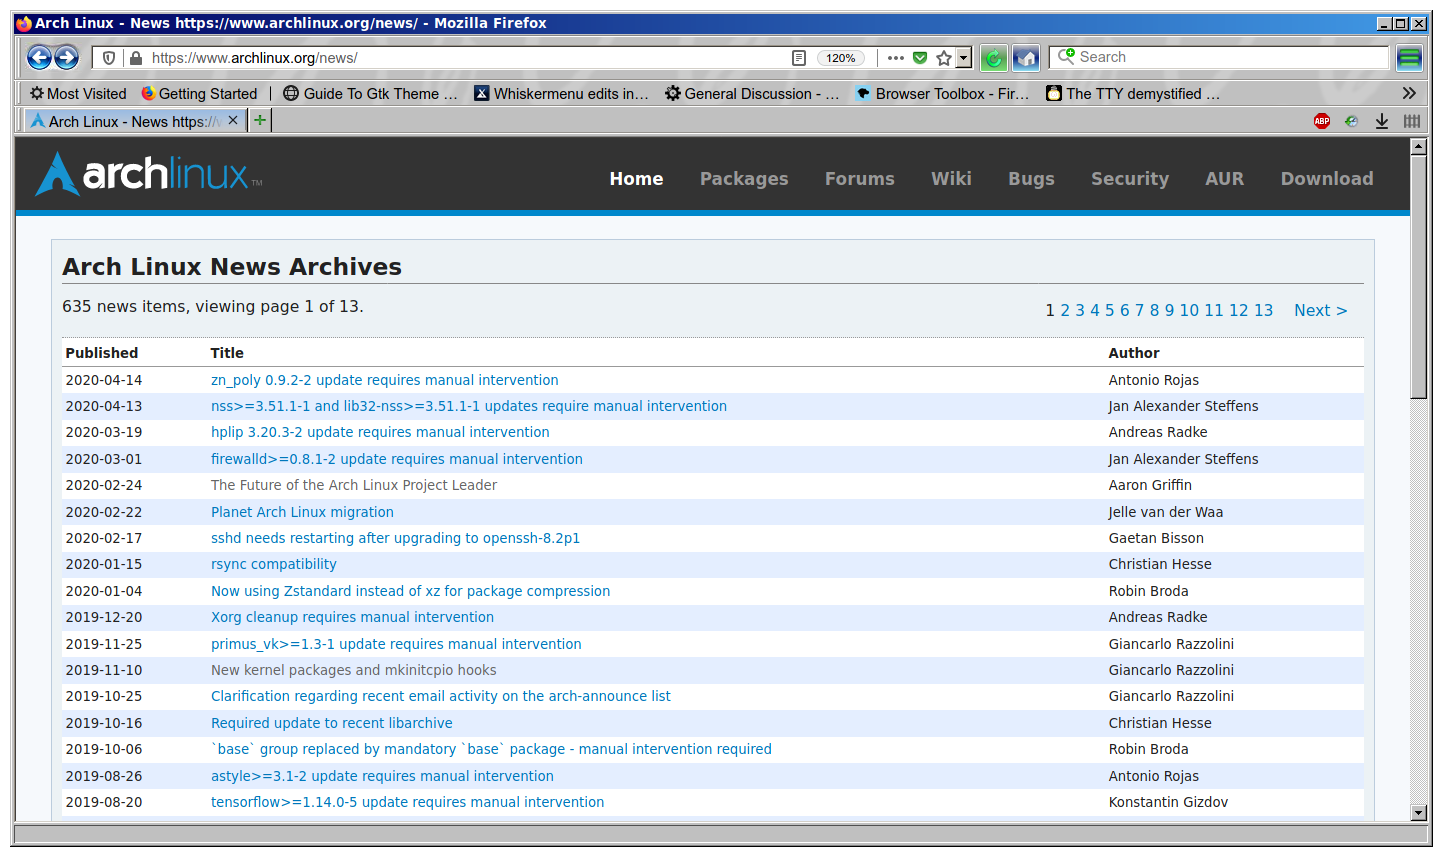 Arch Linux - News https://www.archlinux.org/news/ - Mozilla Firefox
https://www.archlinux.org/news/ 120% Search
Most Visited Getting Started Guide To Gtk Theme … Whiskermenu edits in… General Discussion - … Browser Toolbox - Fir… The TTY demystified …
Arch Linux - News https:// ABP
archlinux™ Home Packages Forums Wiki Bugs Security AUR Download
Arch Linux News Archives
635 news items, viewing page 1 of 13. 1 2 3 4 5 6 7 8 9 10 11 12 13 Next >
Published Title Author
2020-04-14 zn_poly 0.9.2-2 update requires manual intervention Antonio Rojas
2020-04-13 nss>=3.51.1-1 and lib32-nss>=3.51.1-1 updates require manual intervention Jan Alexander Steffens
2020-03-19 hplip 3.20.3-2 update requires manual intervention Andreas Radke
2020-03-01 firewalld>=0.8.1-2 update requires manual intervention Jan Alexander Steffens
2020-02-24 The Future of the Arch Linux Project Leader Aaron Griffin
2020-02-22 Planet Arch Linux migration Jelle van der Waa
2020-02-17 sshd needs restarting after upgrading to openssh-8.2p1 Gaetan Bisson
2020-01-15 rsync compatibility Christian Hesse
2020-01-04 Now using Zstandard instead of xz for package compression Robin Broda
2019-12-20 Xorg cleanup requires manual intervention Andreas Radke
2019-11-25 primus_vk>=1.3-1 update requires manual intervention Giancarlo Razzolini
2019-11-10 New kernel packages and mkinitcpio hooks Giancarlo Razzolini
2019-10-25 Clarification regarding recent email activity on the arch-announce list Giancarlo Razzolini
2019-10-16 Required update to recent libarchive Christian Hesse
2019-10-06 `base` group replaced by mandatory `base` package - manual intervention required Robin Broda
2019-08-26 astyle>=3.1-2 update requires manual intervention Antonio Rojas
2019-08-20 tensorflow>=1.14.0-5 update requires manual intervention Konstantin Gizdov